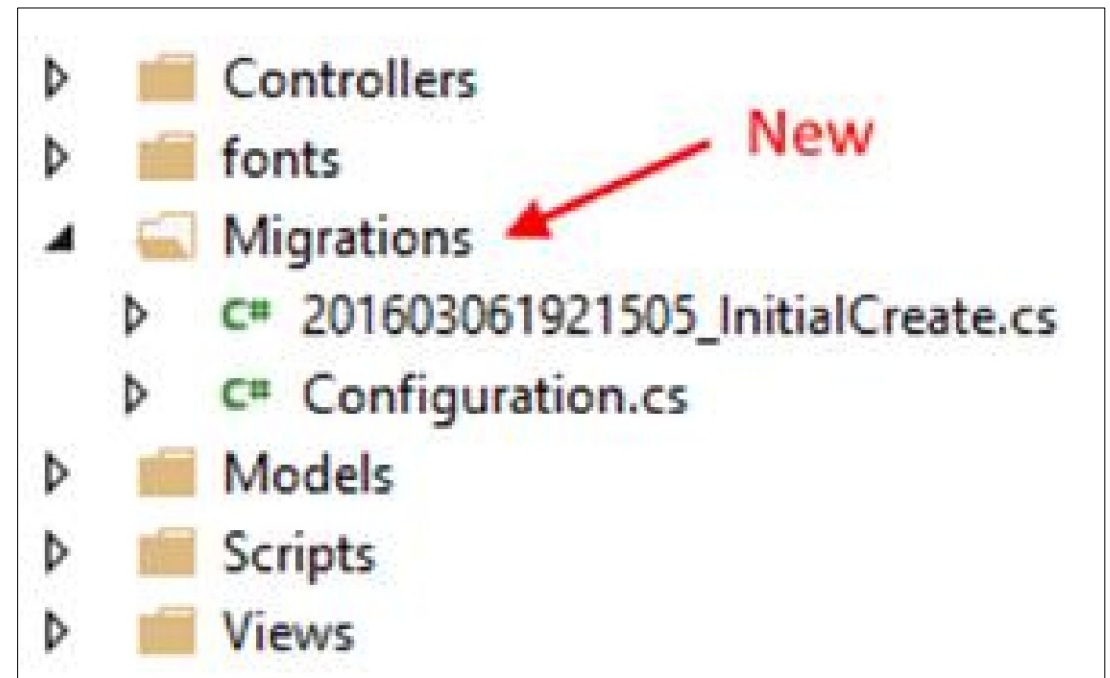 Controllers
New
fonts
Migrations
C# 201603061921505_InitialCreate.cs
C# Configuration.cs
Models
Scripts
Views